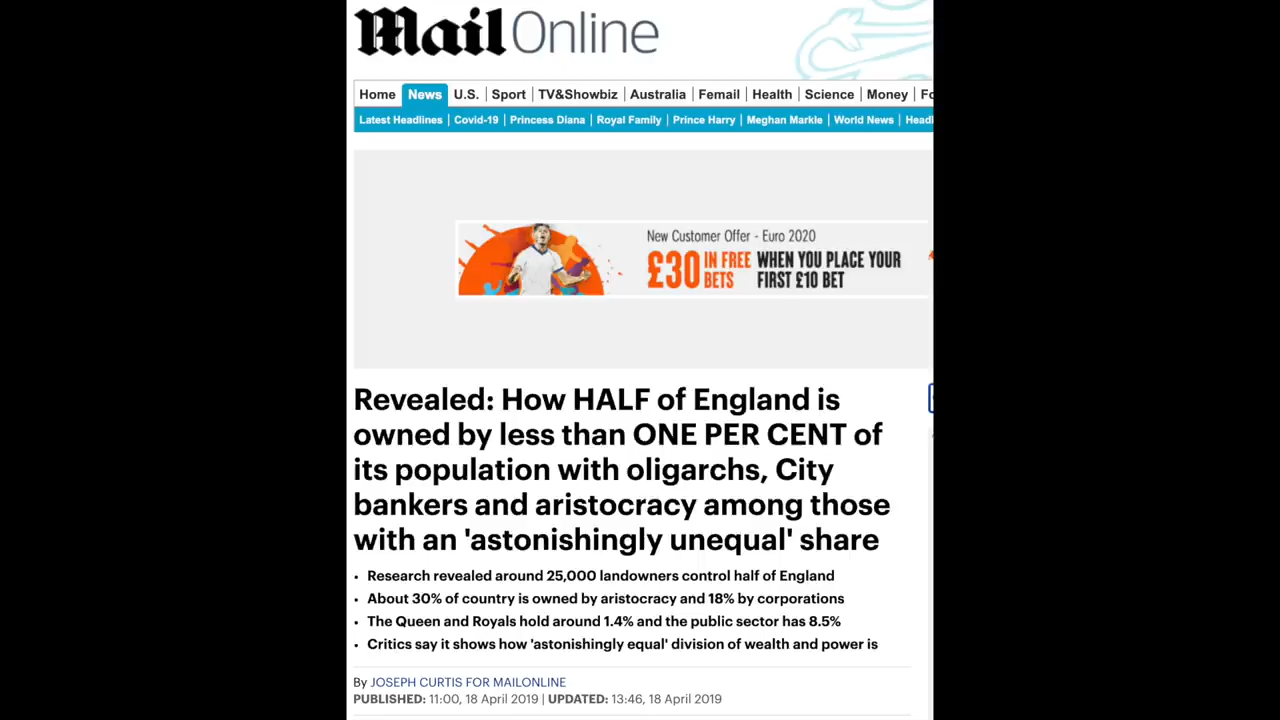 Mail Online
Home News U.S. Sport TV&Showbiz Australia Femail Health Science Money
Latest Headlines Covid-19 Princess Diana Royal Family Prince Harry Meghan Markle World News
New Customer Offer - Euro 2020
£30 IN FREE BETS WHEN YOU PLACE YOUR FIRST £10 BET
Revealed: How HALF of England is
owned by less than ONE PER CENT of
its population with oligarchs, City
bankers and aristocracy among those
with an 'astonishingly unequal' share
• Research revealed around 25,000 landowners control half of England
• About 30% of country is owned by aristocracy and 18% by corporations
• The Queen and Royals hold around 1.4% and the public sector has 8.5%
• Critics say it shows how 'astonishingly equal' division of wealth and power is
By JOSEPH CURTIS FOR MAILONLINE
PUBLISHED: 11:00, 18 April 2019 | UPDATED: 13:46, 18 April 2019